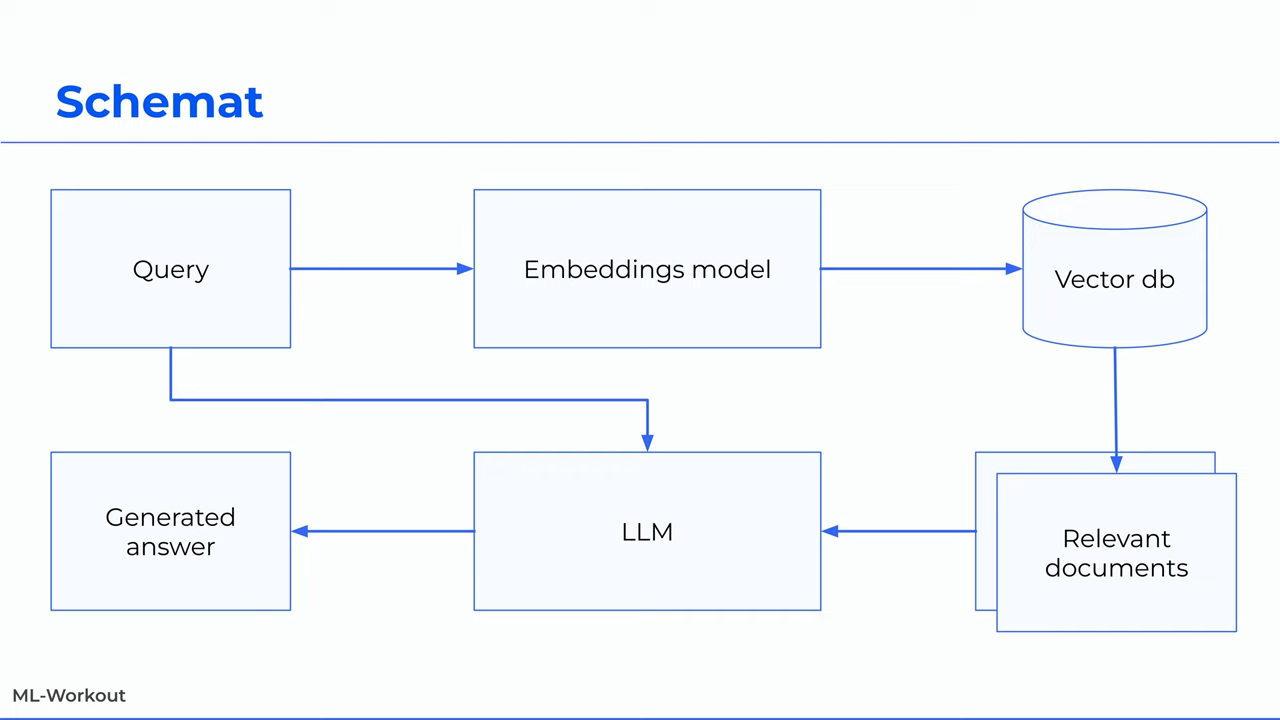 Schemat
Query
Embeddings model
Vector db
Generated
answer
LLM
Relevant
documents
ML-Workout